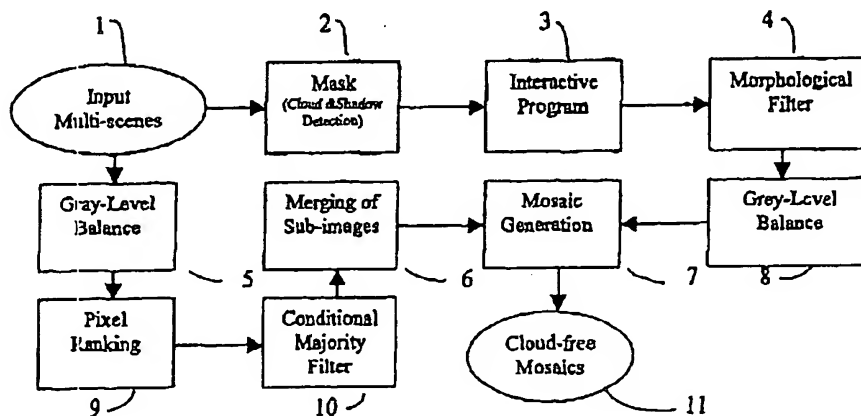 1
2
3
4
Input
Multi-scenes
Mask
(Cloud & Shadow
Detection)
Interactive
Program
Morphological
Filter
Gray-Level
Balance
Merging of
Sub-images
Mosaic
Generation
Grey-Level
Balance
5
6
7
8
Pixel
Ranking
Conditional
Majority
Filter
Cloud-free
Mosaics
9
10
11